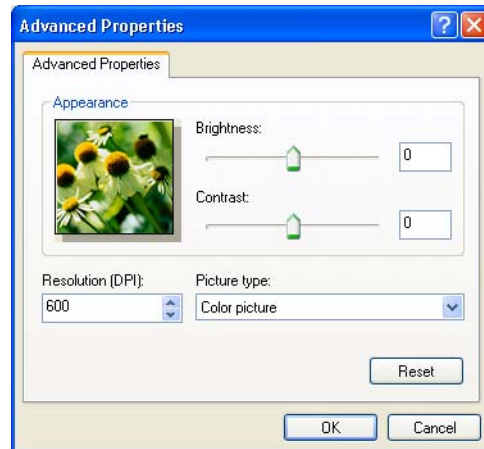 Advanced Properties
Advanced Properties
Appearance
Brightness:
0
Contrast:
0
Resolution (DPI):
Picture type:
600
Color picture
Reset
OK
Cancel